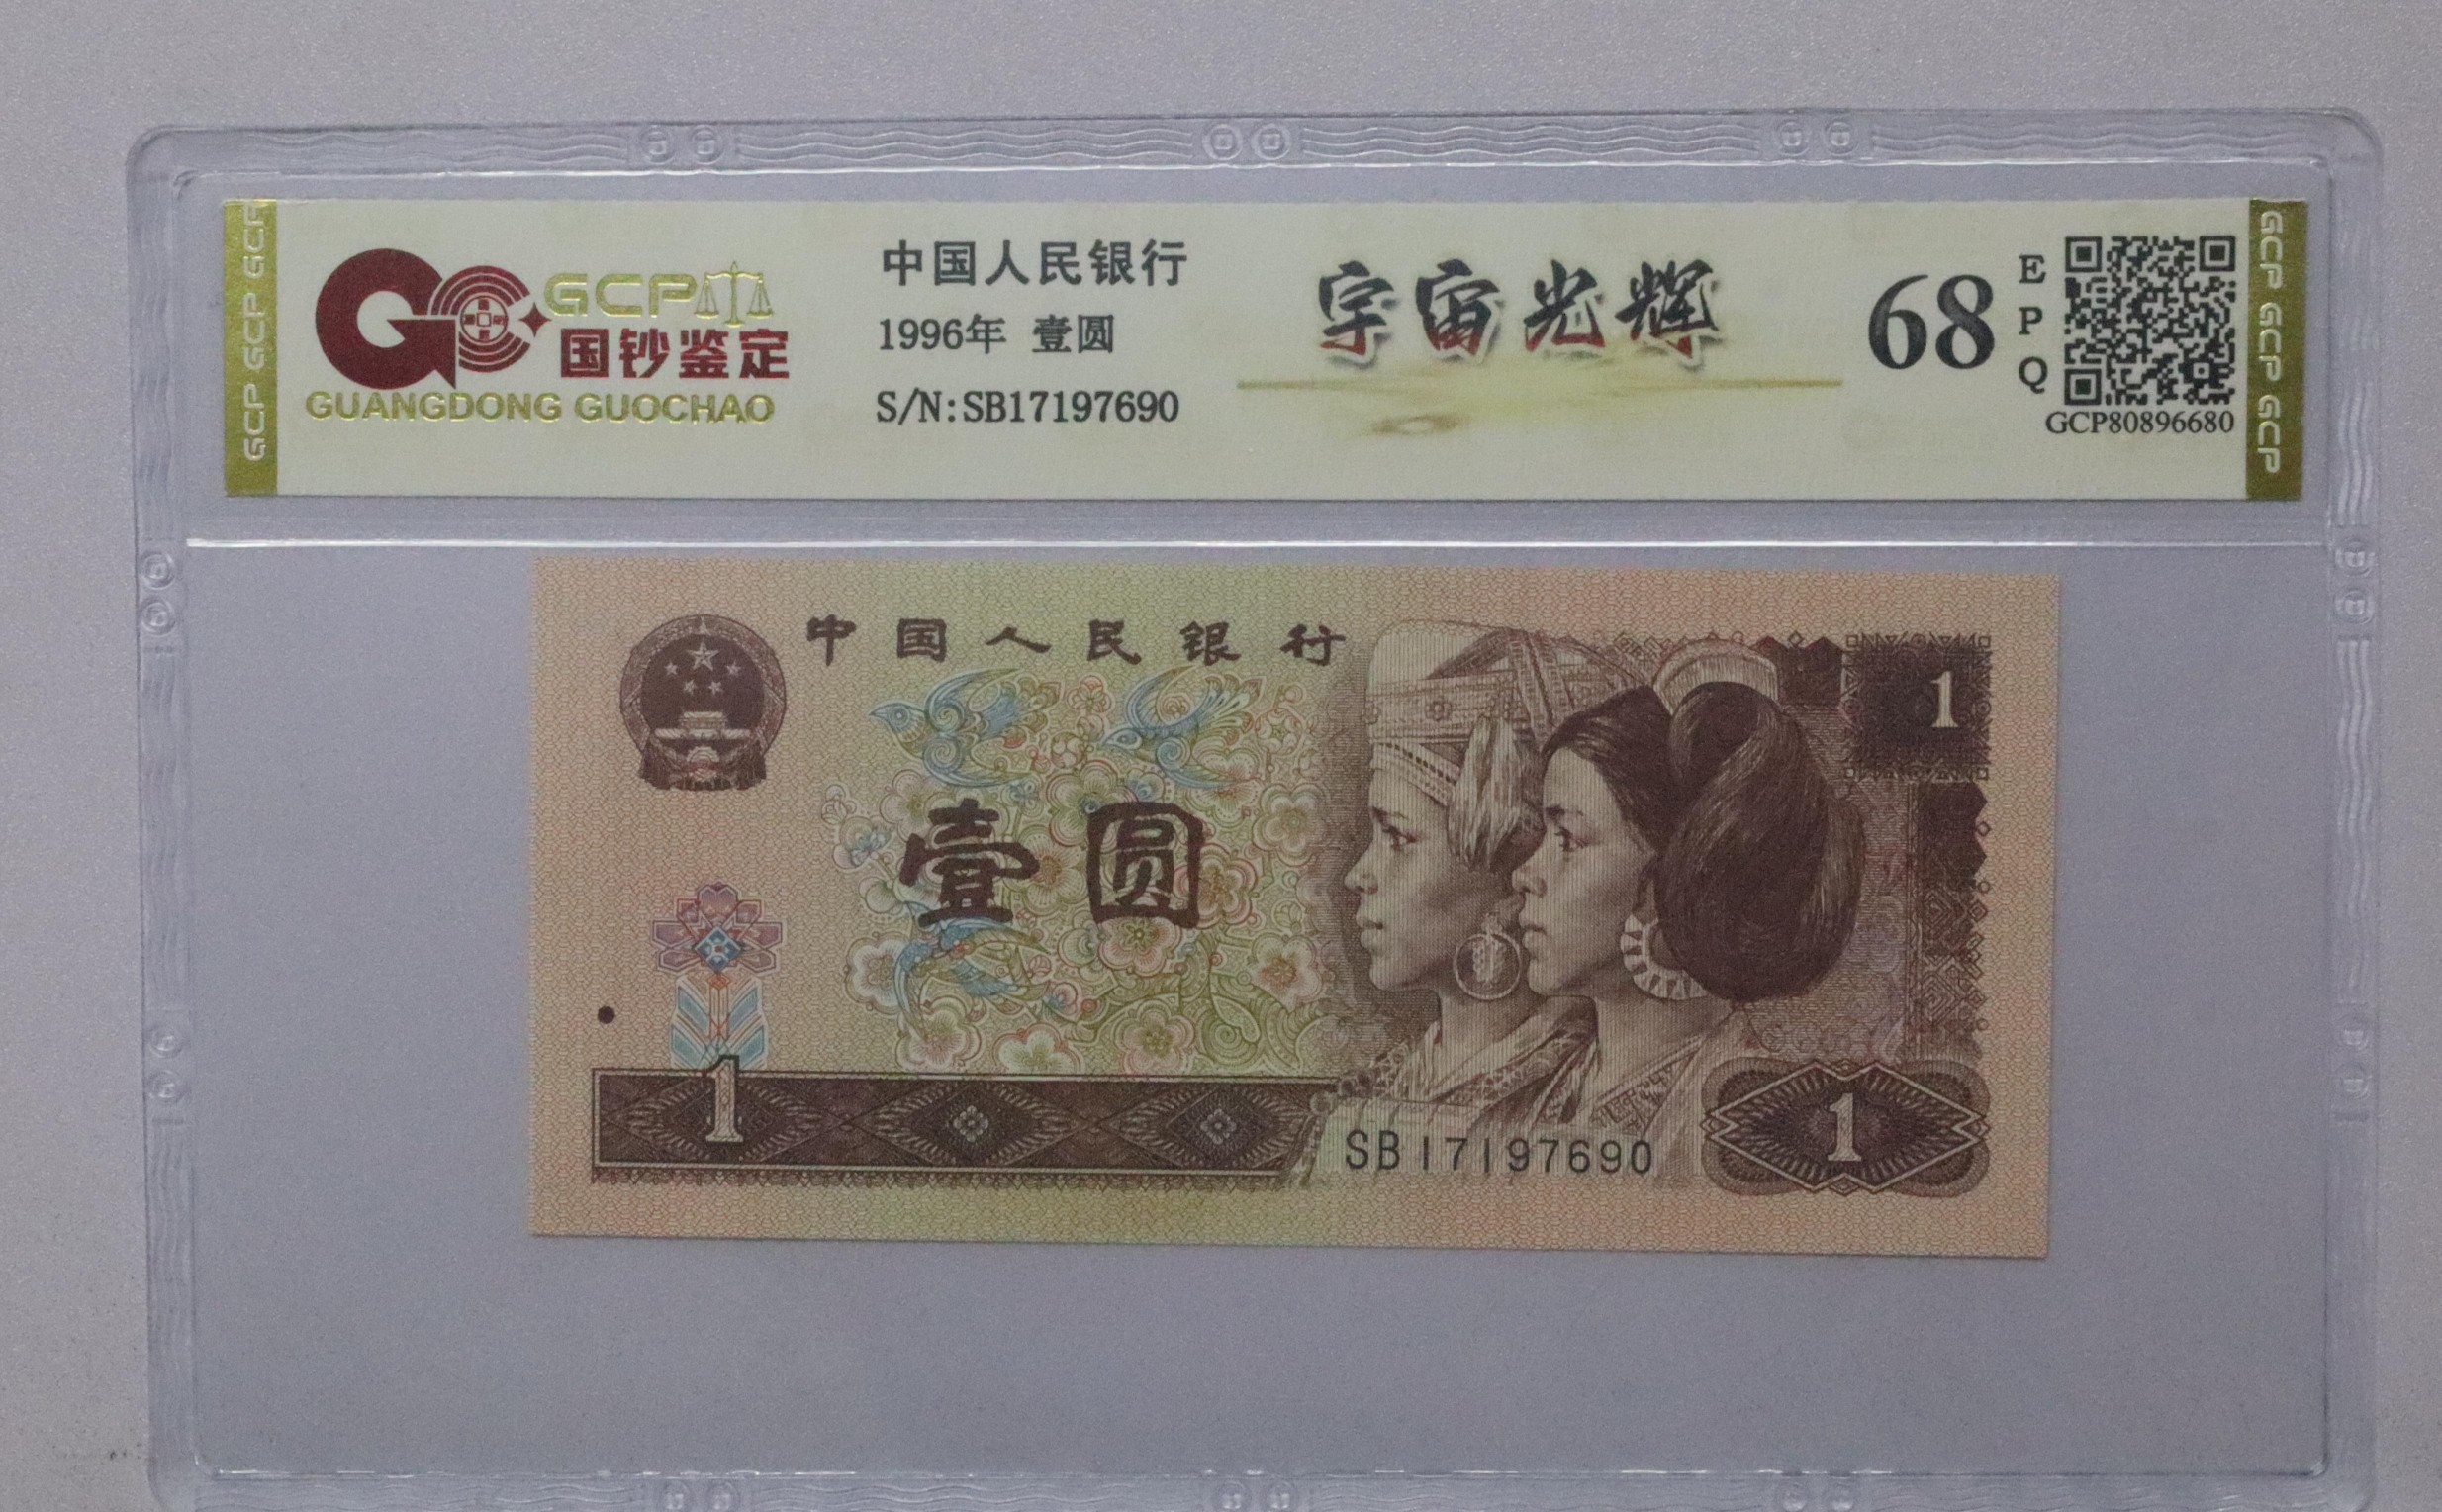 GCP GCP GCP
GCP
国钞鉴定
GUANGDONG GUOCHAO
中国人民银行
1996年 壹圆
S/N:SB17197690
宇宙光辉
68
E
P
Q
GCP80896680
GCP GCP GCP GCP
中国人民银行
1
壹圆
1
SB17197690
1